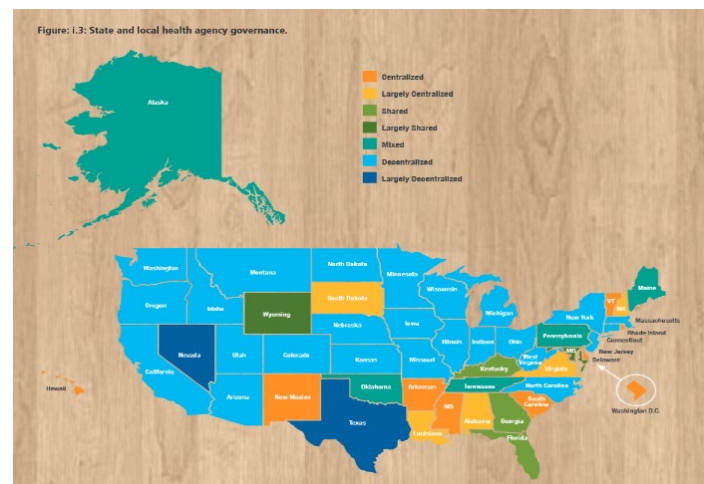 Figure: i.3: State and local health agency governance.
Alaska
Centralized
Largely Centralized
Shared
Largely Shared
Mixed
Decentralized
Largely Decentralized
Washington
Montana
North Dakota
Minnesota
Maine
Oregon
Idaho
Wyoming
South Dakota
Wisconsin
Michigan
New York
VT
NH
Massachusetts
Rhode Island
Connecticut
Nebraska
Iowa
Pennsylvania
New Jersey
Delaware
Nevada
Utah
Colorado
Kansas
Missouri
Illinois
Indiana
Ohio
West
Virginia
MD
Virginia
Kentucky
California
Hawaii
Arizona
New Mexico
Oklahoma
Arkansas
Tennessee
North Carolina
South
Carolina
Washington D.C.
Texas
Louisiana
MS
Alabama
Georgia
Florida